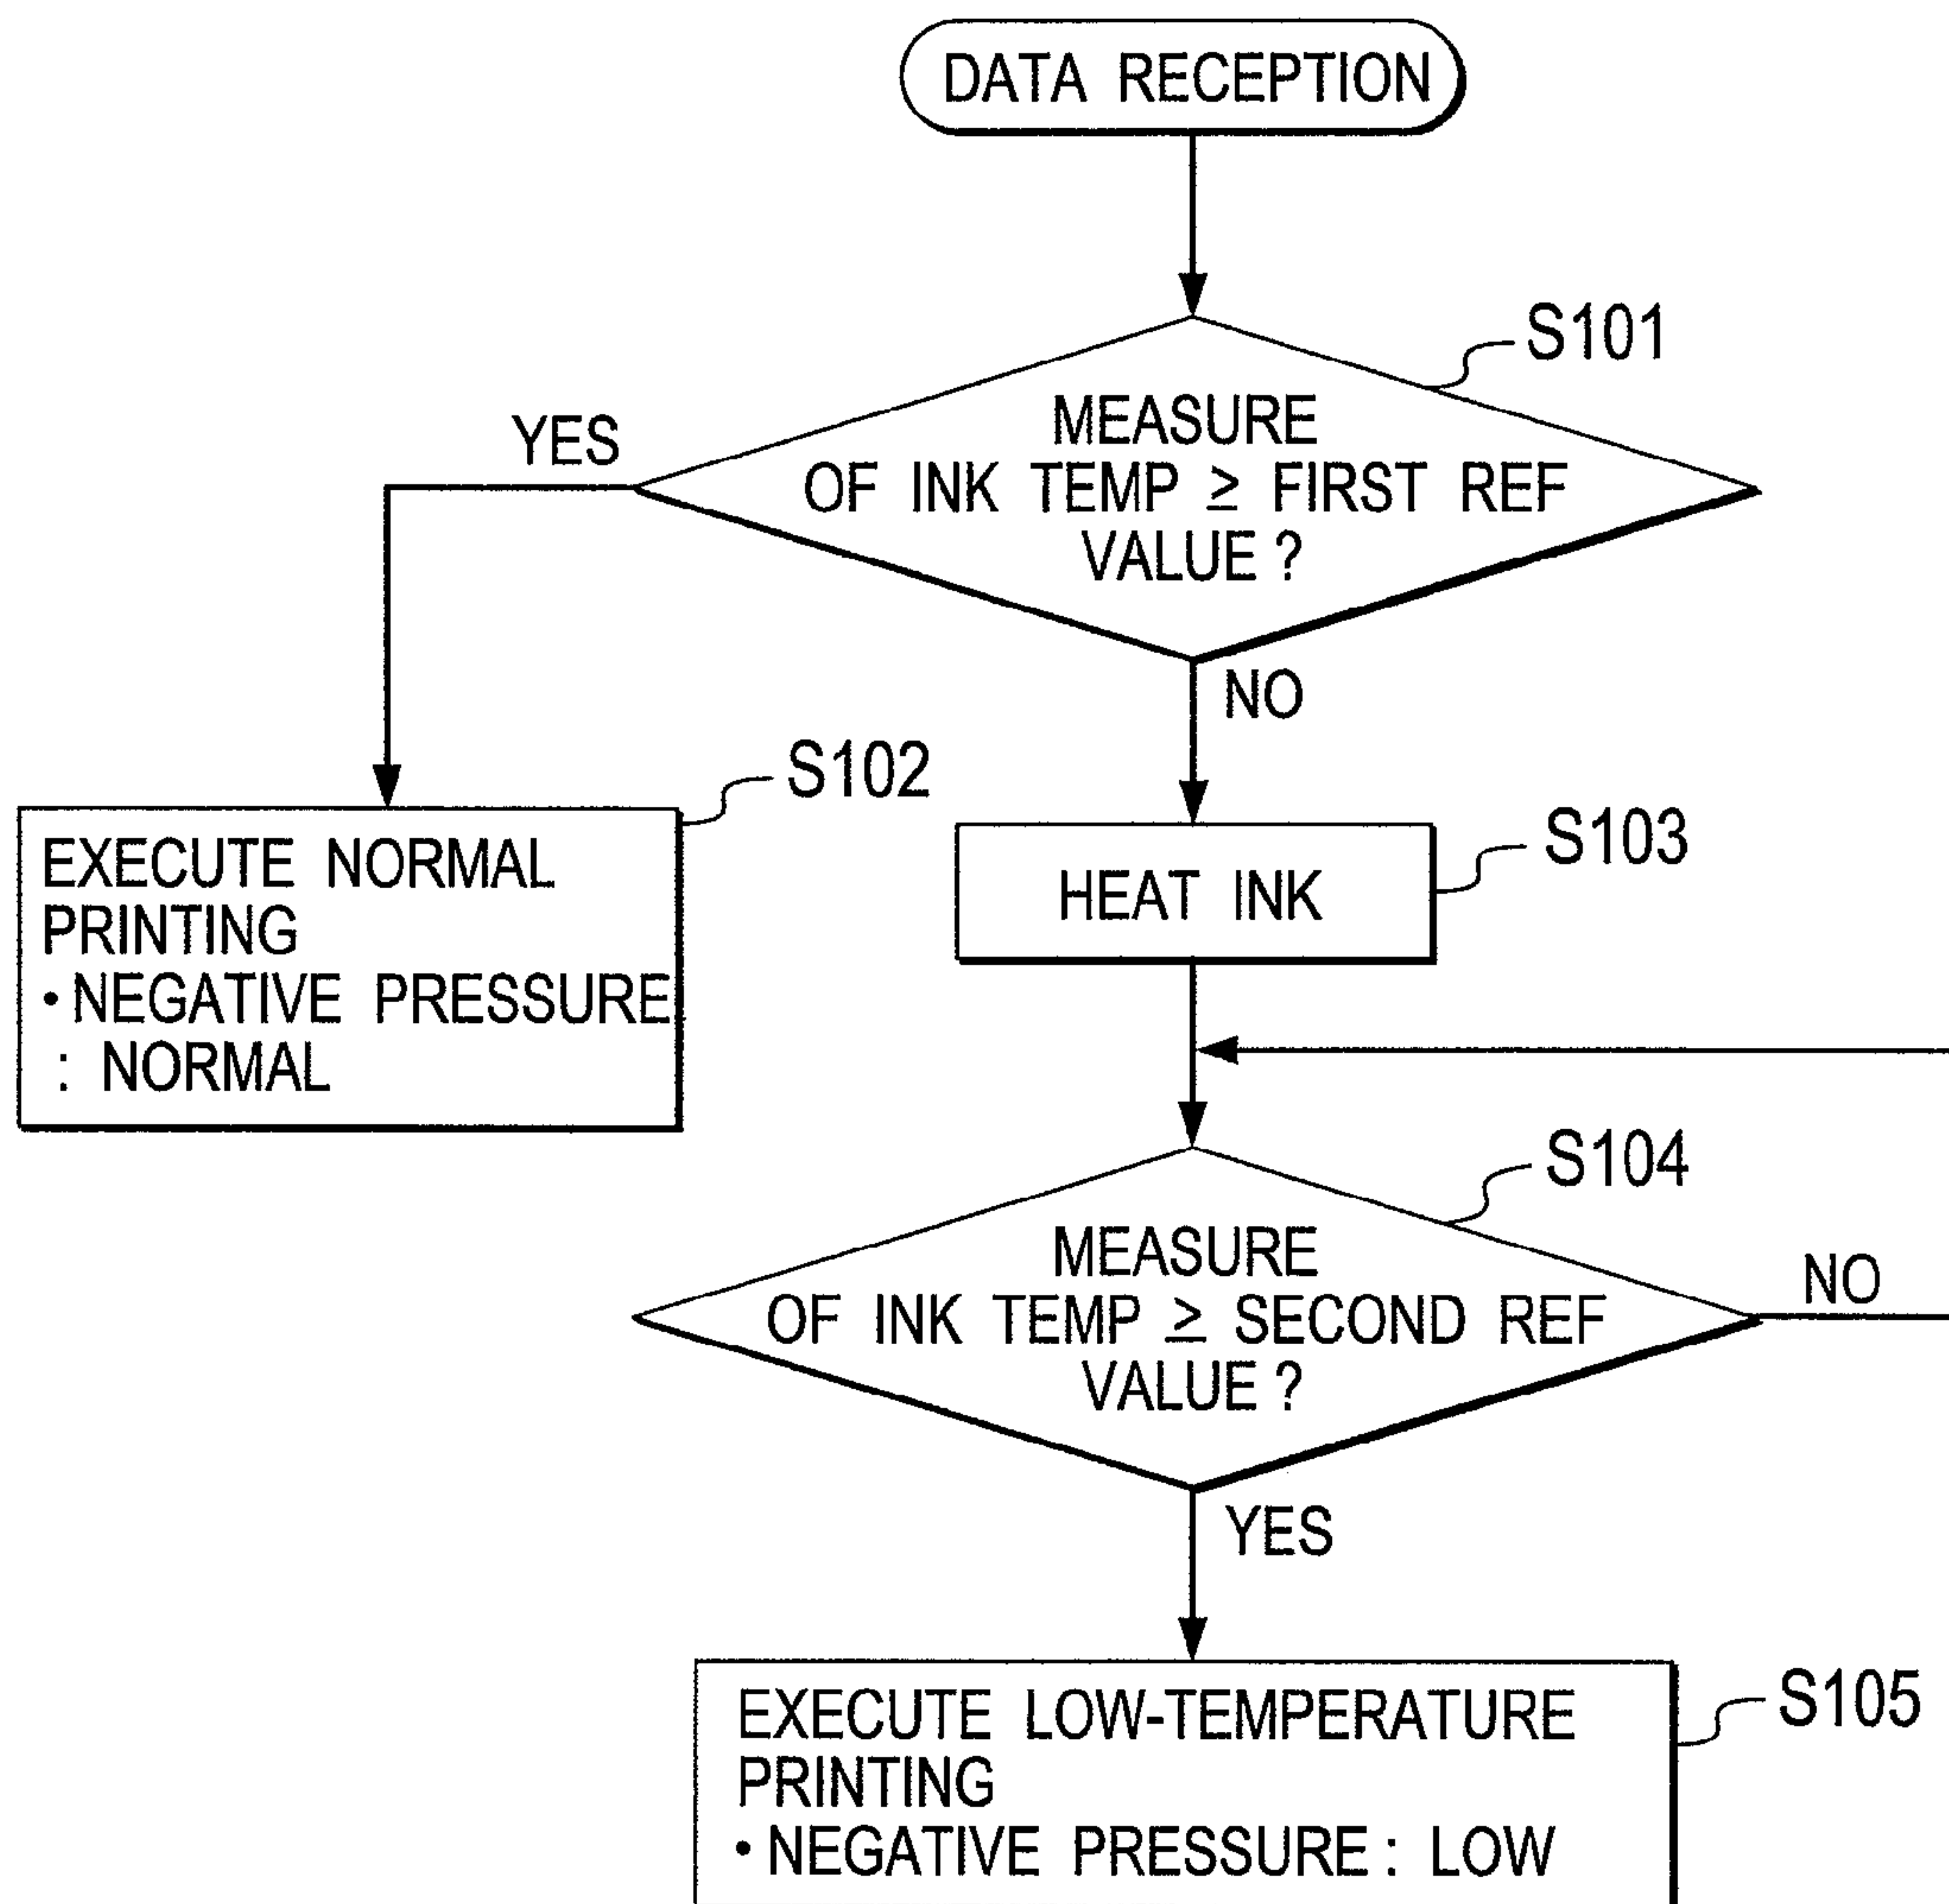 DATA RECEPTION
S101
MEASURE
OF INK TEMP ≥ FIRST REF
VALUE ?
YES
NO
S102
EXECUTE NORMAL
PRINTING
• NEGATIVE PRESSURE
: NORMAL
S103
HEAT INK
S104
MEASURE
OF INK TEMP ≥ SECOND REF
VALUE ?
NO
YES
S105
EXECUTE LOW-TEMPERATURE
PRINTING
• NEGATIVE PRESSURE : LOW